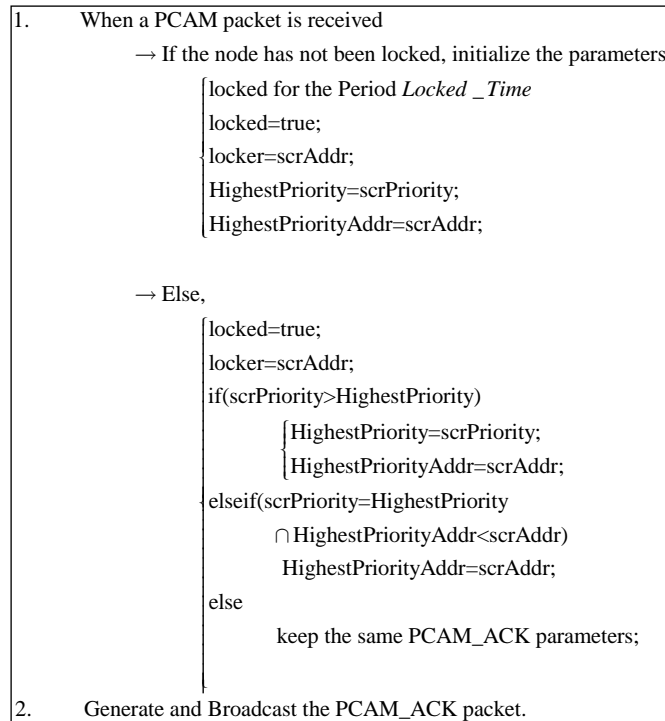 1. When a PCAM packet is received
→ If the node has not been locked, initialize the parameters
locked for the Period Locked _Time
locked=true;
locker=scrAddr;
HighestPriority=scrPriority;
HighestPriorityAddr=scrAddr;
→ Else,
locked=true;
locker=scrAddr;
if(scrPriority>HighestPriority)
HighestPriority=scrPriority;
HighestPriorityAddr=scrAddr;
elseif(scrPriority=HighestPriority
∩ HighestPriorityAddr<scrAddr)
HighestPriorityAddr=scrAddr;
else
keep the same PCAM_ACK parameters;
2. Generate and Broadcast the PCAM_ACK packet.